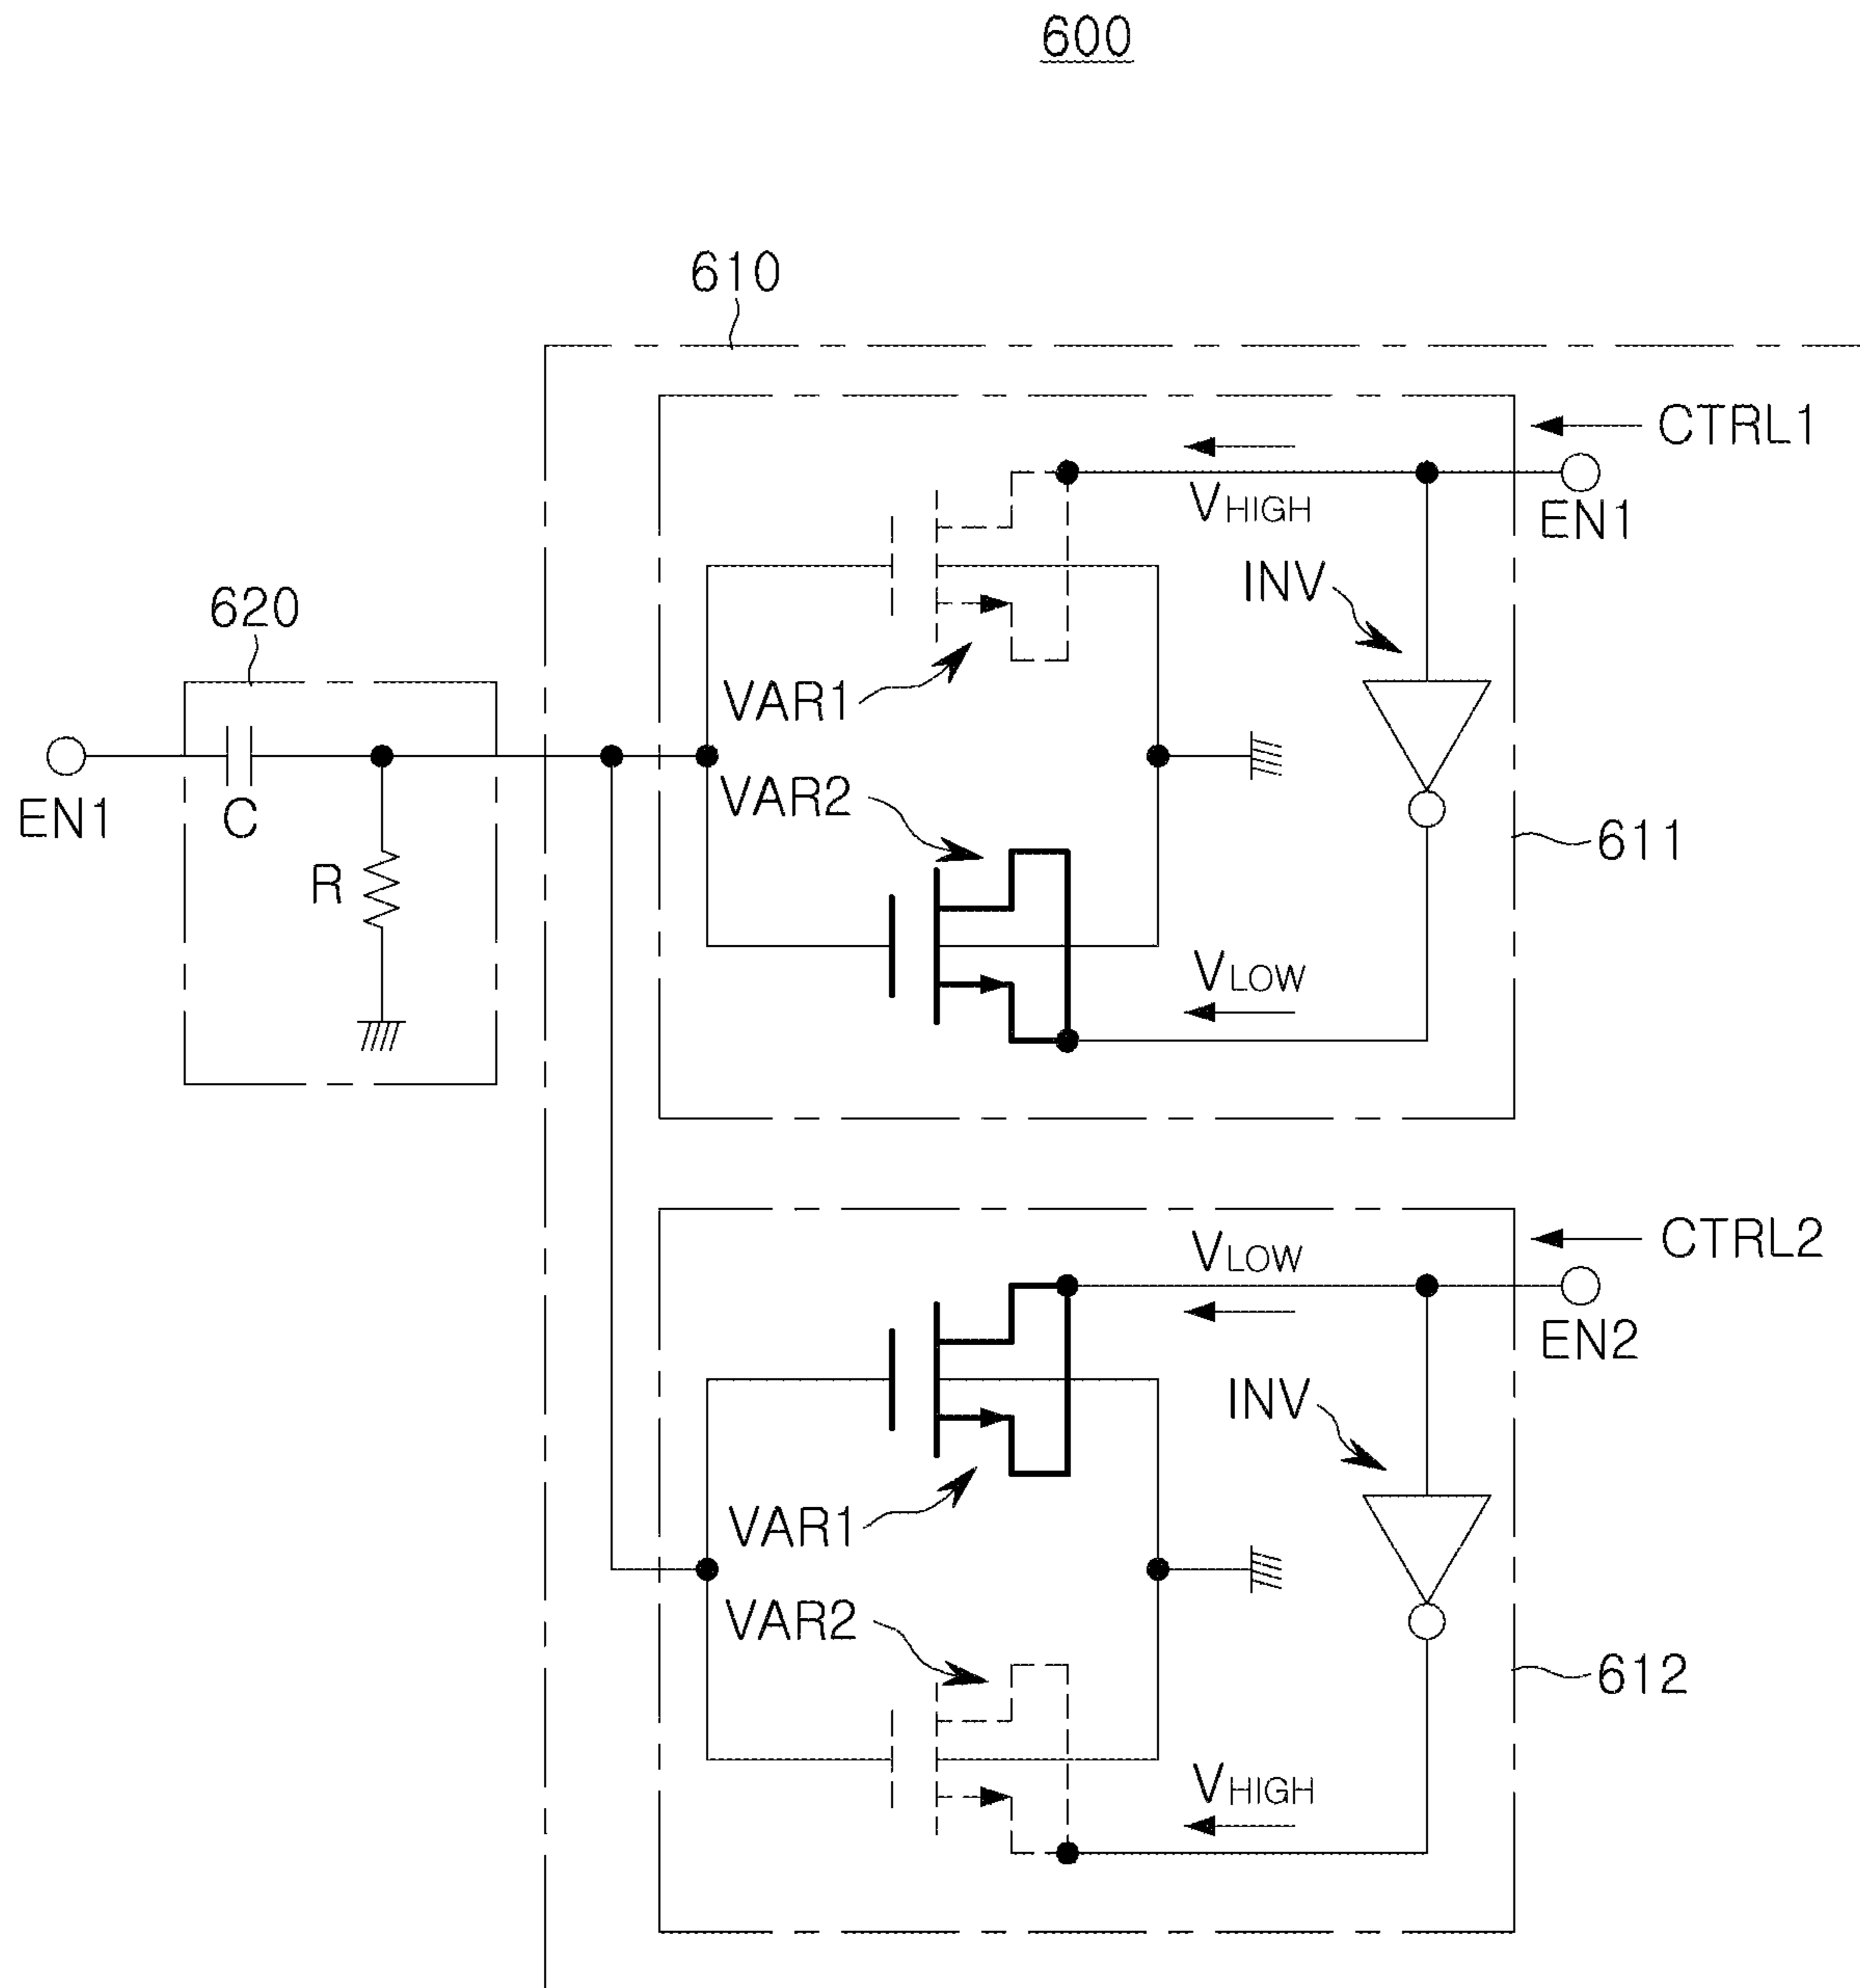 600
610
CTRL1
VHIGH
EN1
INV
620
VAR1
VAR2
EN1
C
611
R
VLOW
CTRL2
VLOW
EN2
INV
VAR1
VAR2
612
VHIGH